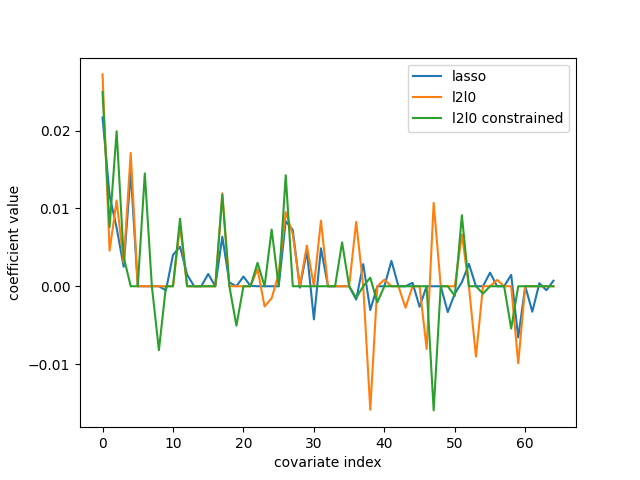 lasso
l2l0
l2l0 constrained
coefficient value
0.02
0.01
0.00
−0.01
0 10 20 30 40 50 60
covariate index